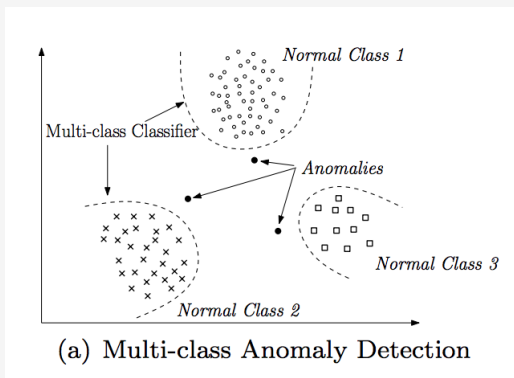 Normal Class 1
Multi-class Classifier
Anomalies
Normal Class 3
Normal Class 2
(a) Multi-class Anomaly Detection